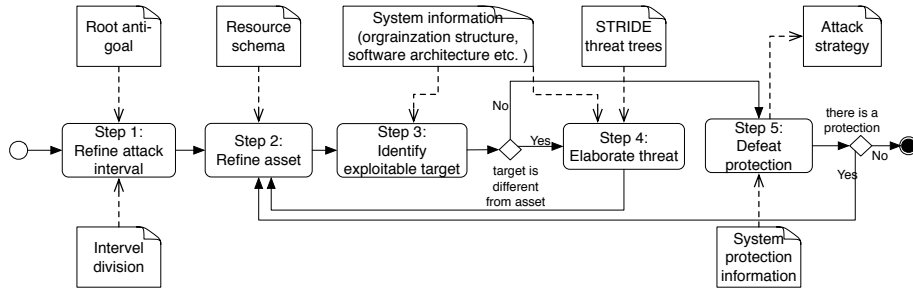 Root anti-
goal
Resource
schema
System information
(orgrainzation structure,
software architecture etc. )
STRIDE
threat trees
Attack
strategy
No
there is a
protection
Step 1:
Refine attack
interval
Step 2:
Refine asset
Step 3:
Identify
exploitable target
Yes
Step 4:
Elaborate threat
Step 5:
Defeat
protection
No
Yes
target is
different
from asset
Intervel
division
System
protection
information